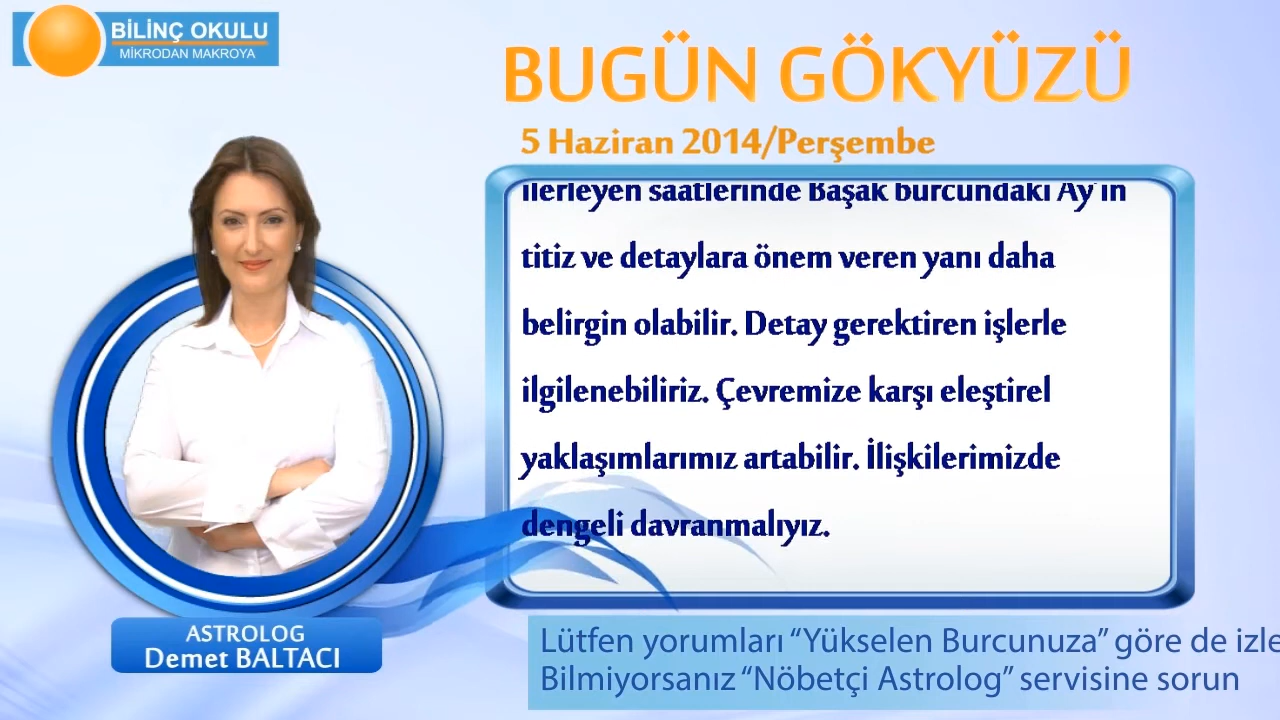 BİLİNÇ OKULU
MİKRODAN MAKROYA
BUGÜN GÖKYÜZÜ
5 Haziran 2014/Perşembe
ilerleyen saatlerinde Başak burcundaki Ay'ın
titiz ve detaylara önem veren yanı daha
belirgin olabilir. Detay gerektiren işlerle
ilgilenebiliriz. Çevremize karşı eleştirel
yaklaşımlarımız artabilir. İlişkilerimizde
dengeli davranmalıyız.
ASTROLOG
Demet BALTACI
Lütfen yorumları “Yükselen Burcunuza” göre de izle
Bilmiyorsanız “Nöbetçi Astrolog” servisine sorun